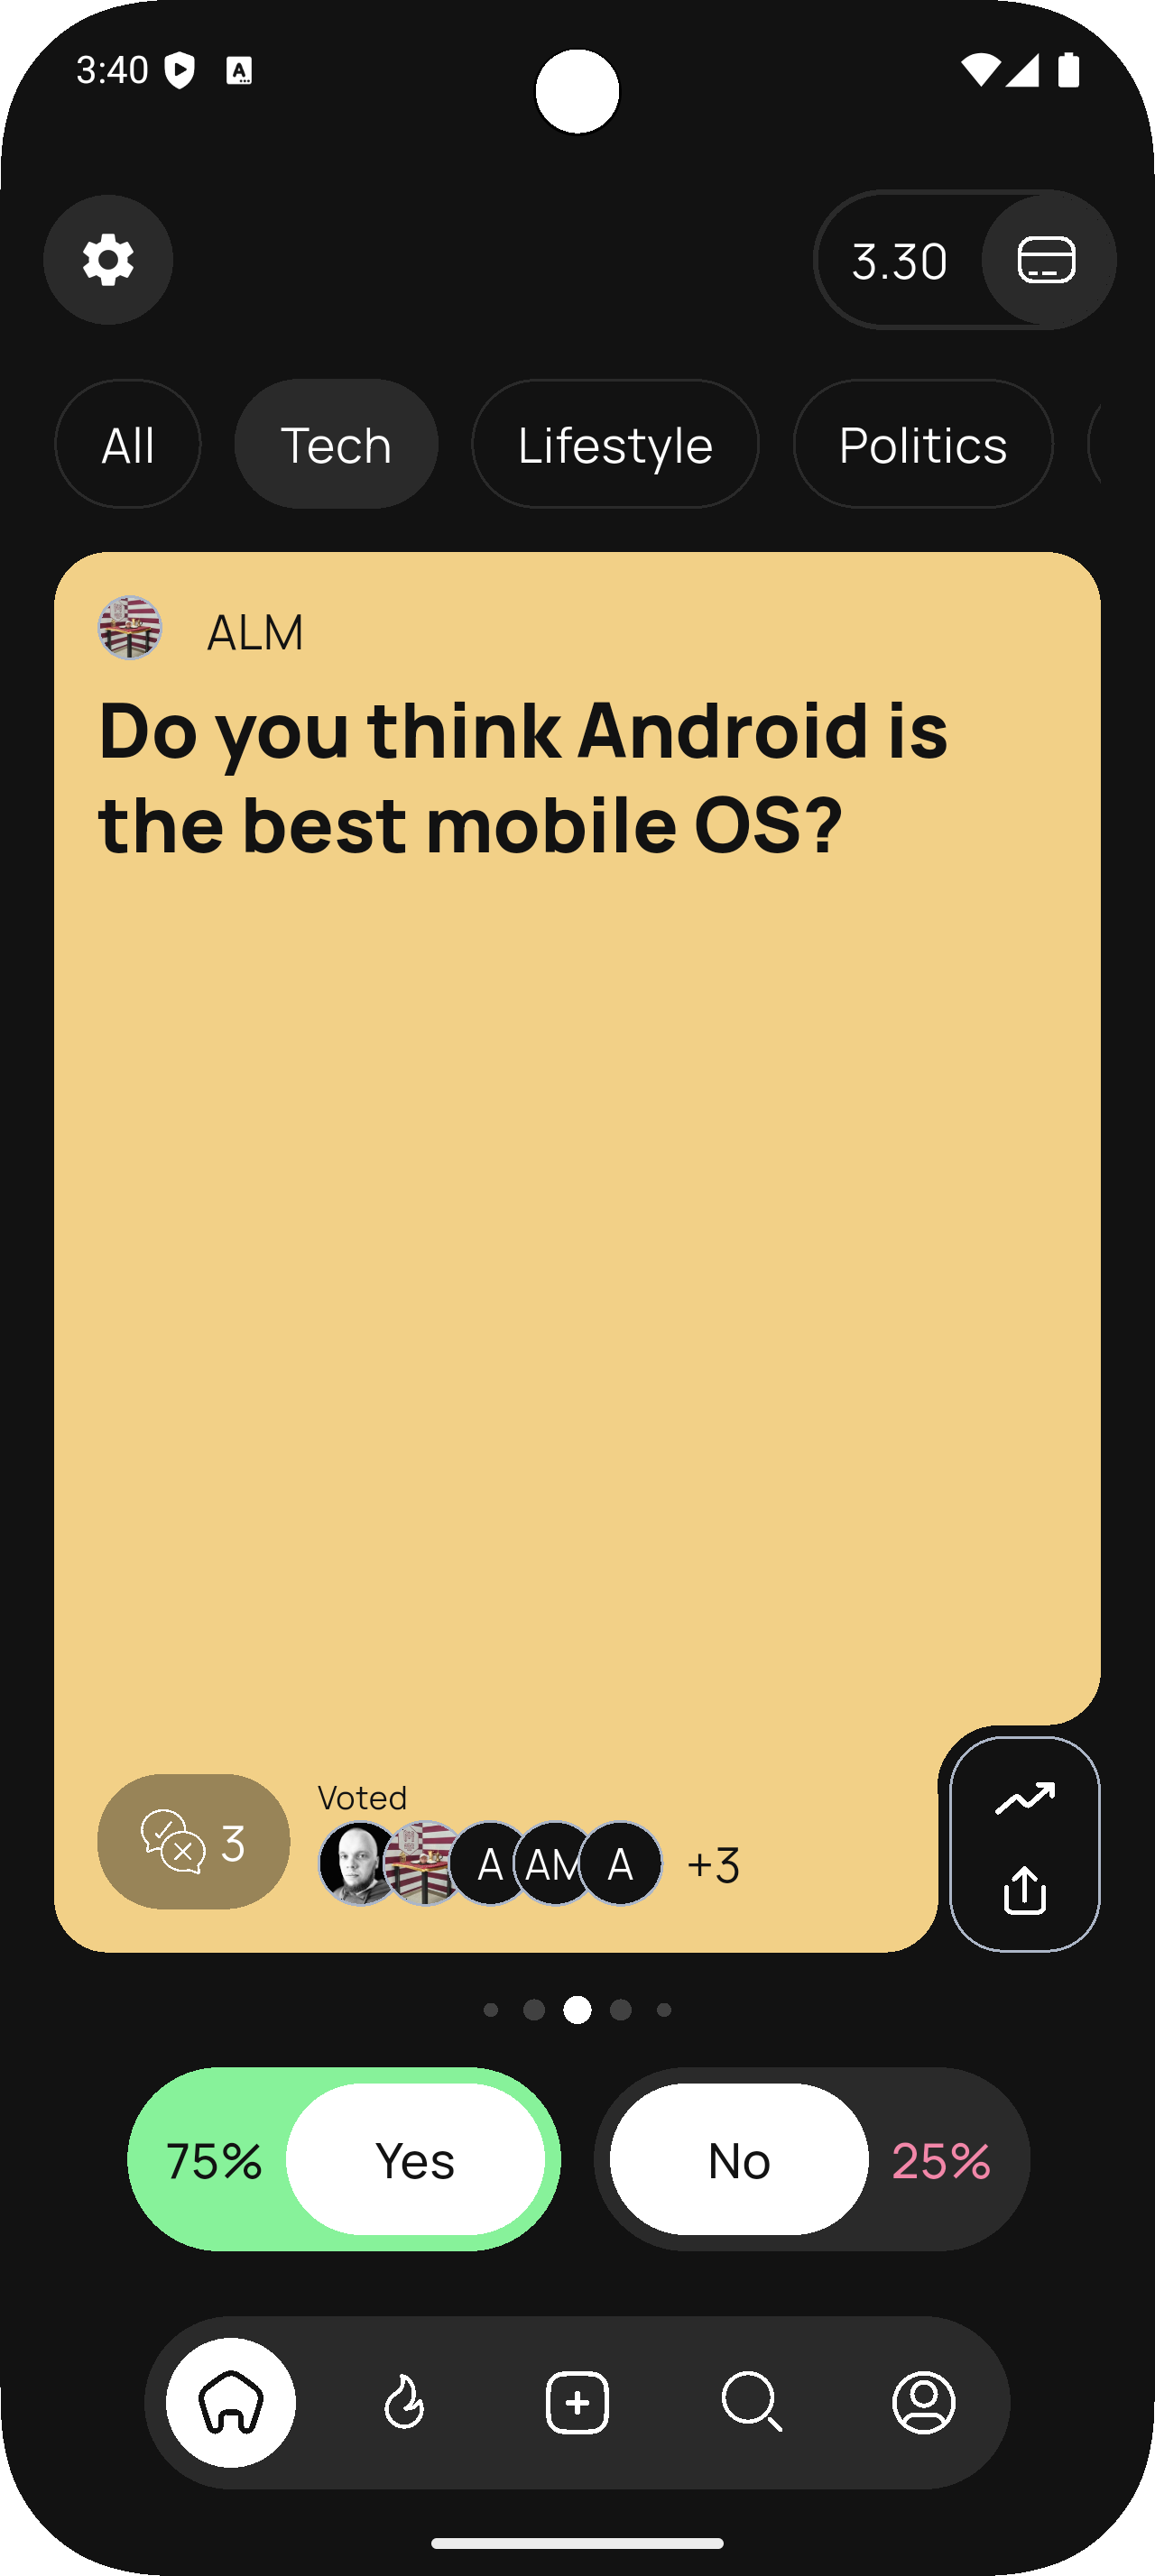 3:40
3.30
All Tech Lifestyle Politics
ALM
Do you think Android is
the best mobile OS?
Voted
3 A AM A +3
75% Yes No 25%